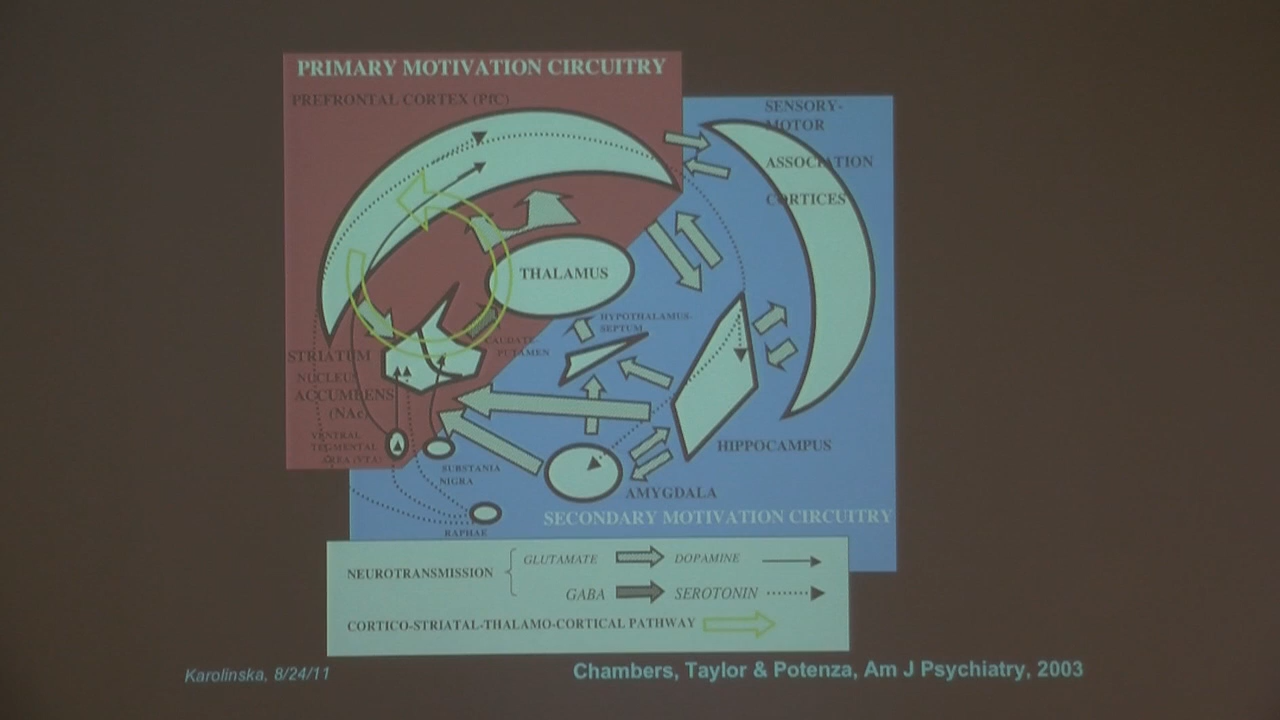 PRIMARY MOTIVATION CIRCUITRY
PREFRONTAL CORTEX (PfC)
SENSORY-
MOTOR
ASSOCIATION
CORTICES
THALAMUS
HYPOTHALAMUS-
SEPTUM
CAUDATE-
PUTAMEN
STRIATUM
NUCLEUS
ACCUMBENS
(NAc)
VENTRAL
TEGMENTAL
AREA (VTA)
SUBSTANIA
NIGRA
HIPPOCAMPUS
AMYGDALA
SECONDARY MOTIVATION CIRCUITRY
RAPHAE
NEUROTRANSMISSION
GLUTAMATE
DOPAMINE
GABA
SEROTONIN
CORTICO-STRIATAL-THALAMO-CORTICAL PATHWAY
Karolinska, 8/24/11
Chambers, Taylor & Potenza, Am J Psychiatry, 2003